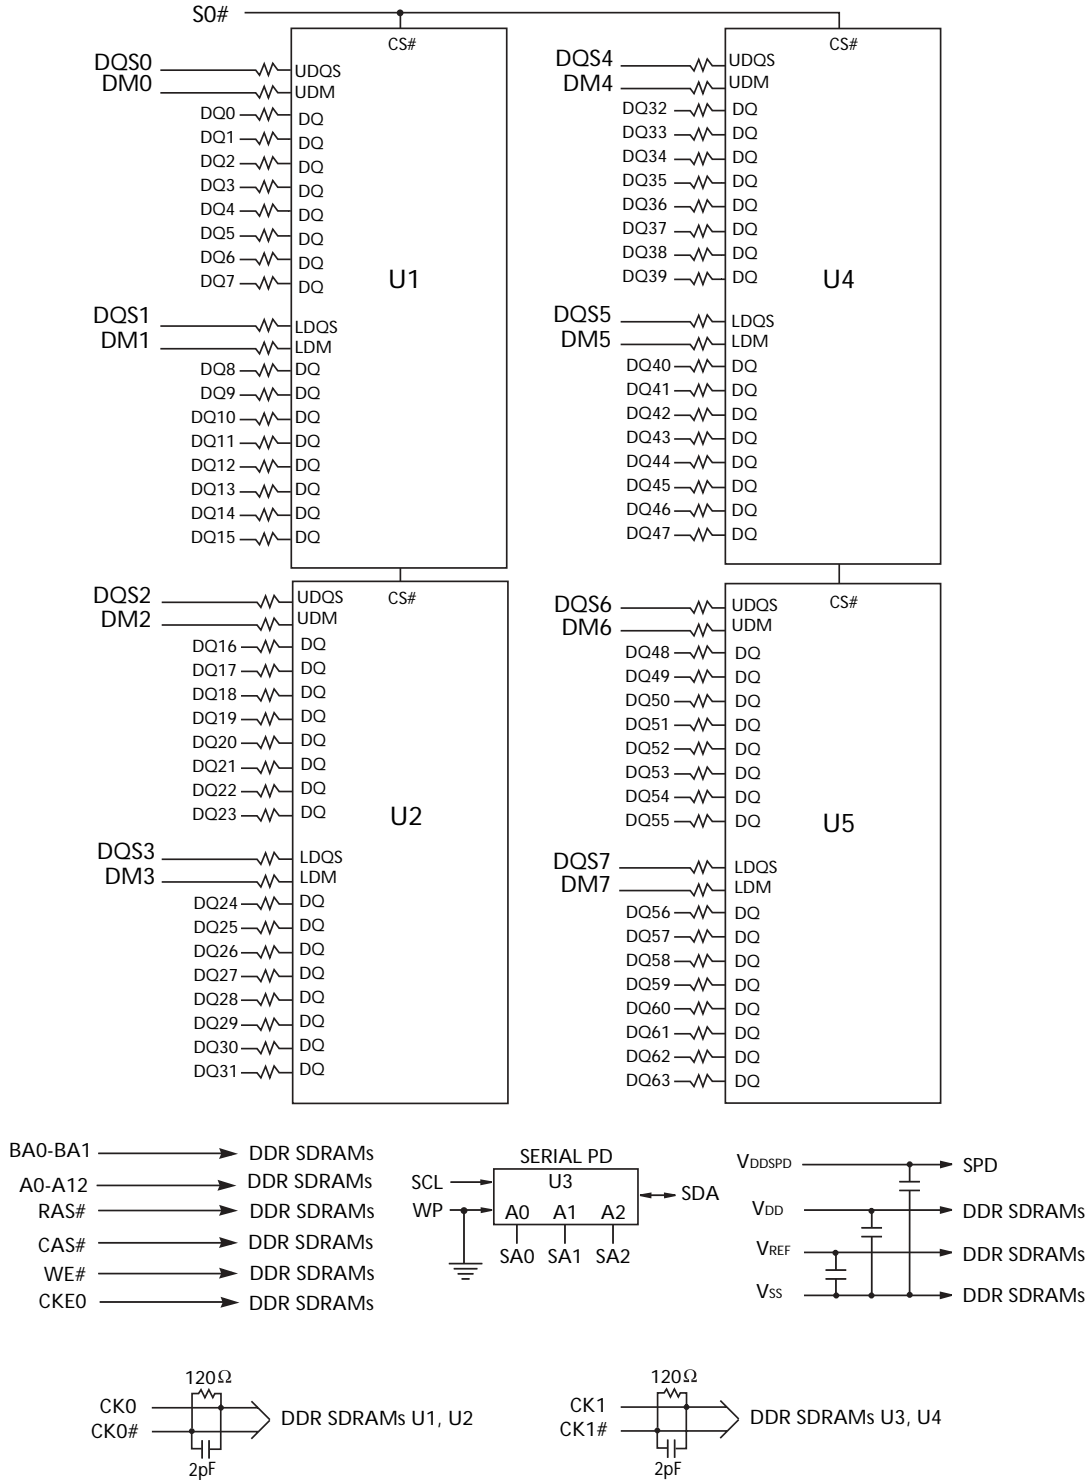 S0#
CS#
DQS0 UDQS
DM0 UDM
DQ0 DQ
DQ1 DQ
DQ2 DQ
DQ3 DQ
DQ4 DQ
DQ5 DQ
DQ6 DQ
DQ7 DQ
U1
DQS1 LDQS
DM1 LDM
DQ8 DQ
DQ9 DQ
DQ10 DQ
DQ11 DQ
DQ12 DQ
DQ13 DQ
DQ14 DQ
DQ15 DQ
CS#
DQS4 UDQS
DM4 UDM
DQ32 DQ
DQ33 DQ
DQ34 DQ
DQ35 DQ
DQ36 DQ
DQ37 DQ
DQ38 DQ
DQ39 DQ
U4
DQS5 LDQS
DM5 LDM
DQ40 DQ
DQ41 DQ
DQ42 DQ
DQ43 DQ
DQ44 DQ
DQ45 DQ
DQ46 DQ
DQ47 DQ
CS#
DQS2 UDQS
DM2 UDM
DQ16 DQ
DQ17 DQ
DQ18 DQ
DQ19 DQ
DQ20 DQ
DQ21 DQ
DQ22 DQ
DQ23 DQ
U2
DQS3 LDQS
DM3 LDM
DQ24 DQ
DQ25 DQ
DQ26 DQ
DQ27 DQ
DQ28 DQ
DQ29 DQ
DQ30 DQ
DQ31 DQ
CS#
DQS6 UDQS
DM6 UDM
DQ48 DQ
DQ49 DQ
DQ50 DQ
DQ51 DQ
DQ52 DQ
DQ53 DQ
DQ54 DQ
DQ55 DQ
U5
DQS7 LDQS
DM7 LDM
DQ56 DQ
DQ57 DQ
DQ58 DQ
DQ59 DQ
DQ60 DQ
DQ61 DQ
DQ62 DQ
DQ63 DQ
BA0-BA1 DDR SDRAMs
A0-A12 DDR SDRAMs
RAS# DDR SDRAMs
CAS# DDR SDRAMs
WE# DDR SDRAMs
CKE0 DDR SDRAMs
SERIAL PD
SCL U3 SDA
WP A0 A1 A2
SA0 SA1 SA2
VDDSPD SPD
VDD DDR SDRAMs
VREF DDR SDRAMs
VSS DDR SDRAMs
120Ω
CK0
CK0#
DDR SDRAMs U1, U2
2pF
120Ω
CK1
CK1#
DDR SDRAMs U3, U4
2pF